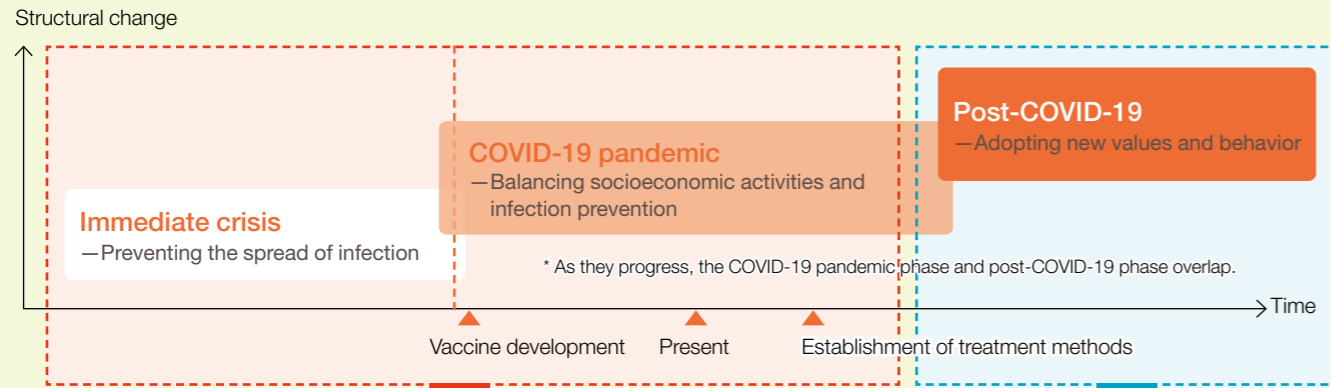 Structural change
Post-COVID-19
—Adopting new values and behavior
COVID-19 pandemic
—Balancing socioeconomic activities and
infection prevention
Immediate crisis
—Preventing the spread of infection
* As they progress, the COVID-19 pandemic phase and post-COVID-19 phase overlap.
Time
Vaccine development
Present
Establishment of treatment methods